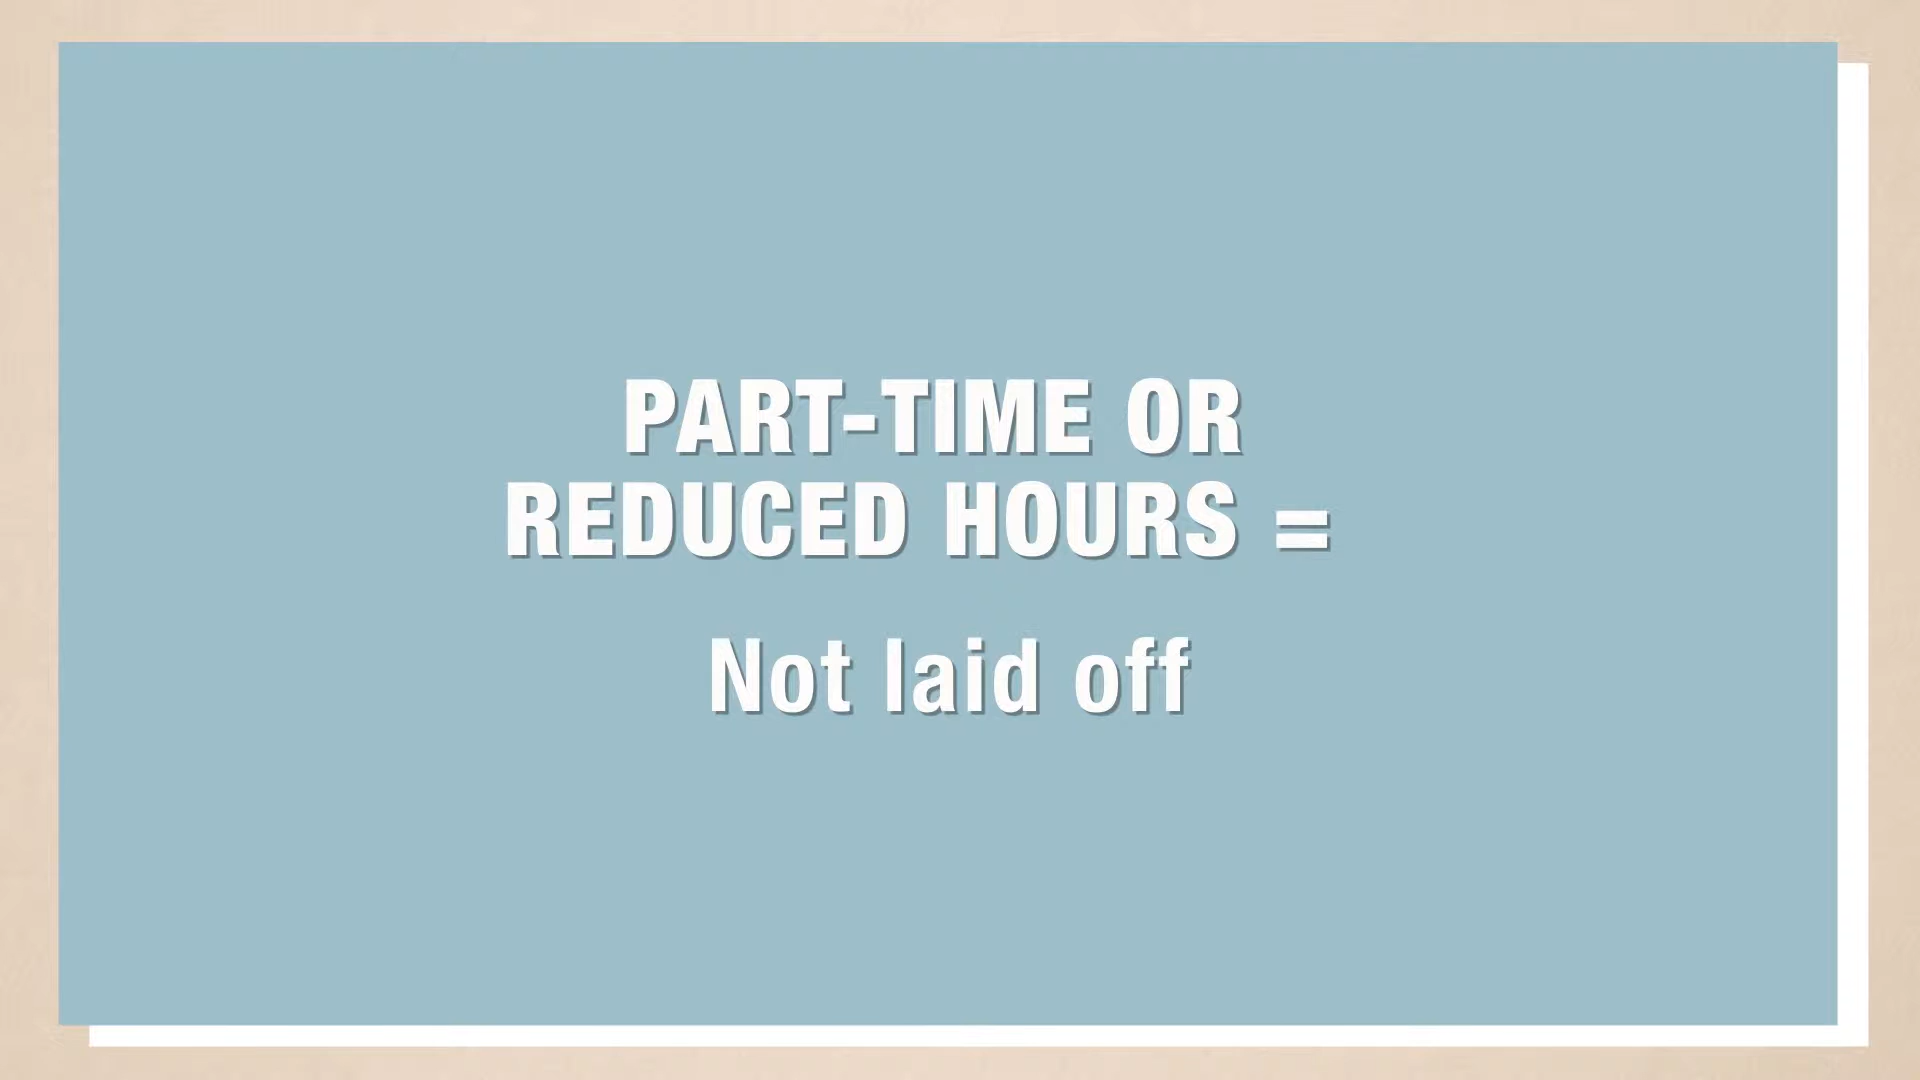 PART-TIME OR
REDUCED HOURS =
Not laid off